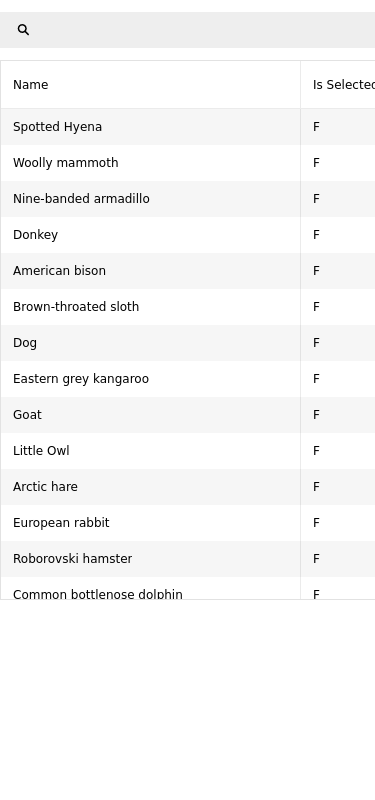 Name Is Selected
Spotted Hyena F
Woolly mammoth F
Nine-banded armadillo F
Donkey F
American bison F
Brown-throated sloth F
Dog F
Eastern grey kangaroo F
Goat F
Little Owl F
Arctic hare F
European rabbit F
Roborovski hamster F
Common bottlenose dolphin F